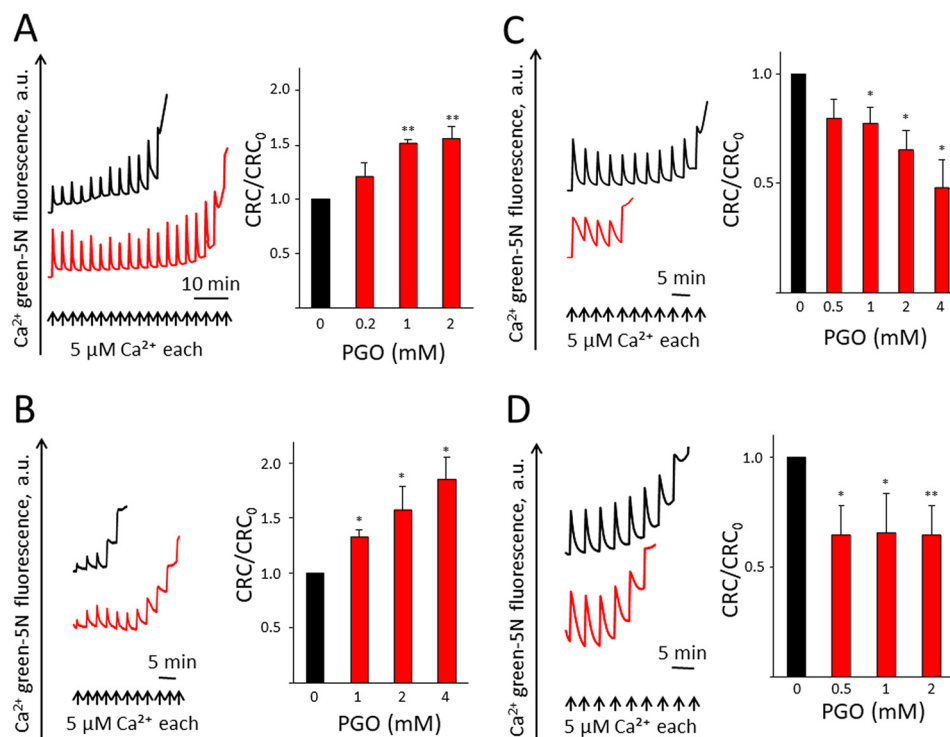 A
Ca²⁺ green-5N fluorescence, a.u.
10 min
5 µM Ca²⁺ each
CRC/CRC₀
2.0
1.5
1.0
0.5
**
**
0 0.2 1 2
PGO (mM)
C
Ca²⁺ green-5N fluorescence, a.u.
5 min
5 µM Ca²⁺ each
CRC/CRC₀
1.0
0.5
*
*
*
0 0.5 1 2 4
PGO (mM)
B
Ca²⁺ green-5N fluorescence, a.u.
5 min
5 µM Ca²⁺ each
CRC/CRC₀
2.0
1.5
1.0
0.5
*
*
*
0 1 2 4
PGO (mM)
D
Ca²⁺ green-5N fluorescence, a.u.
5 min
5 µM Ca²⁺ each
CRC/CRC₀
1.0
0.5
*
*
**
0 0.5 1 2
PGO (mM)